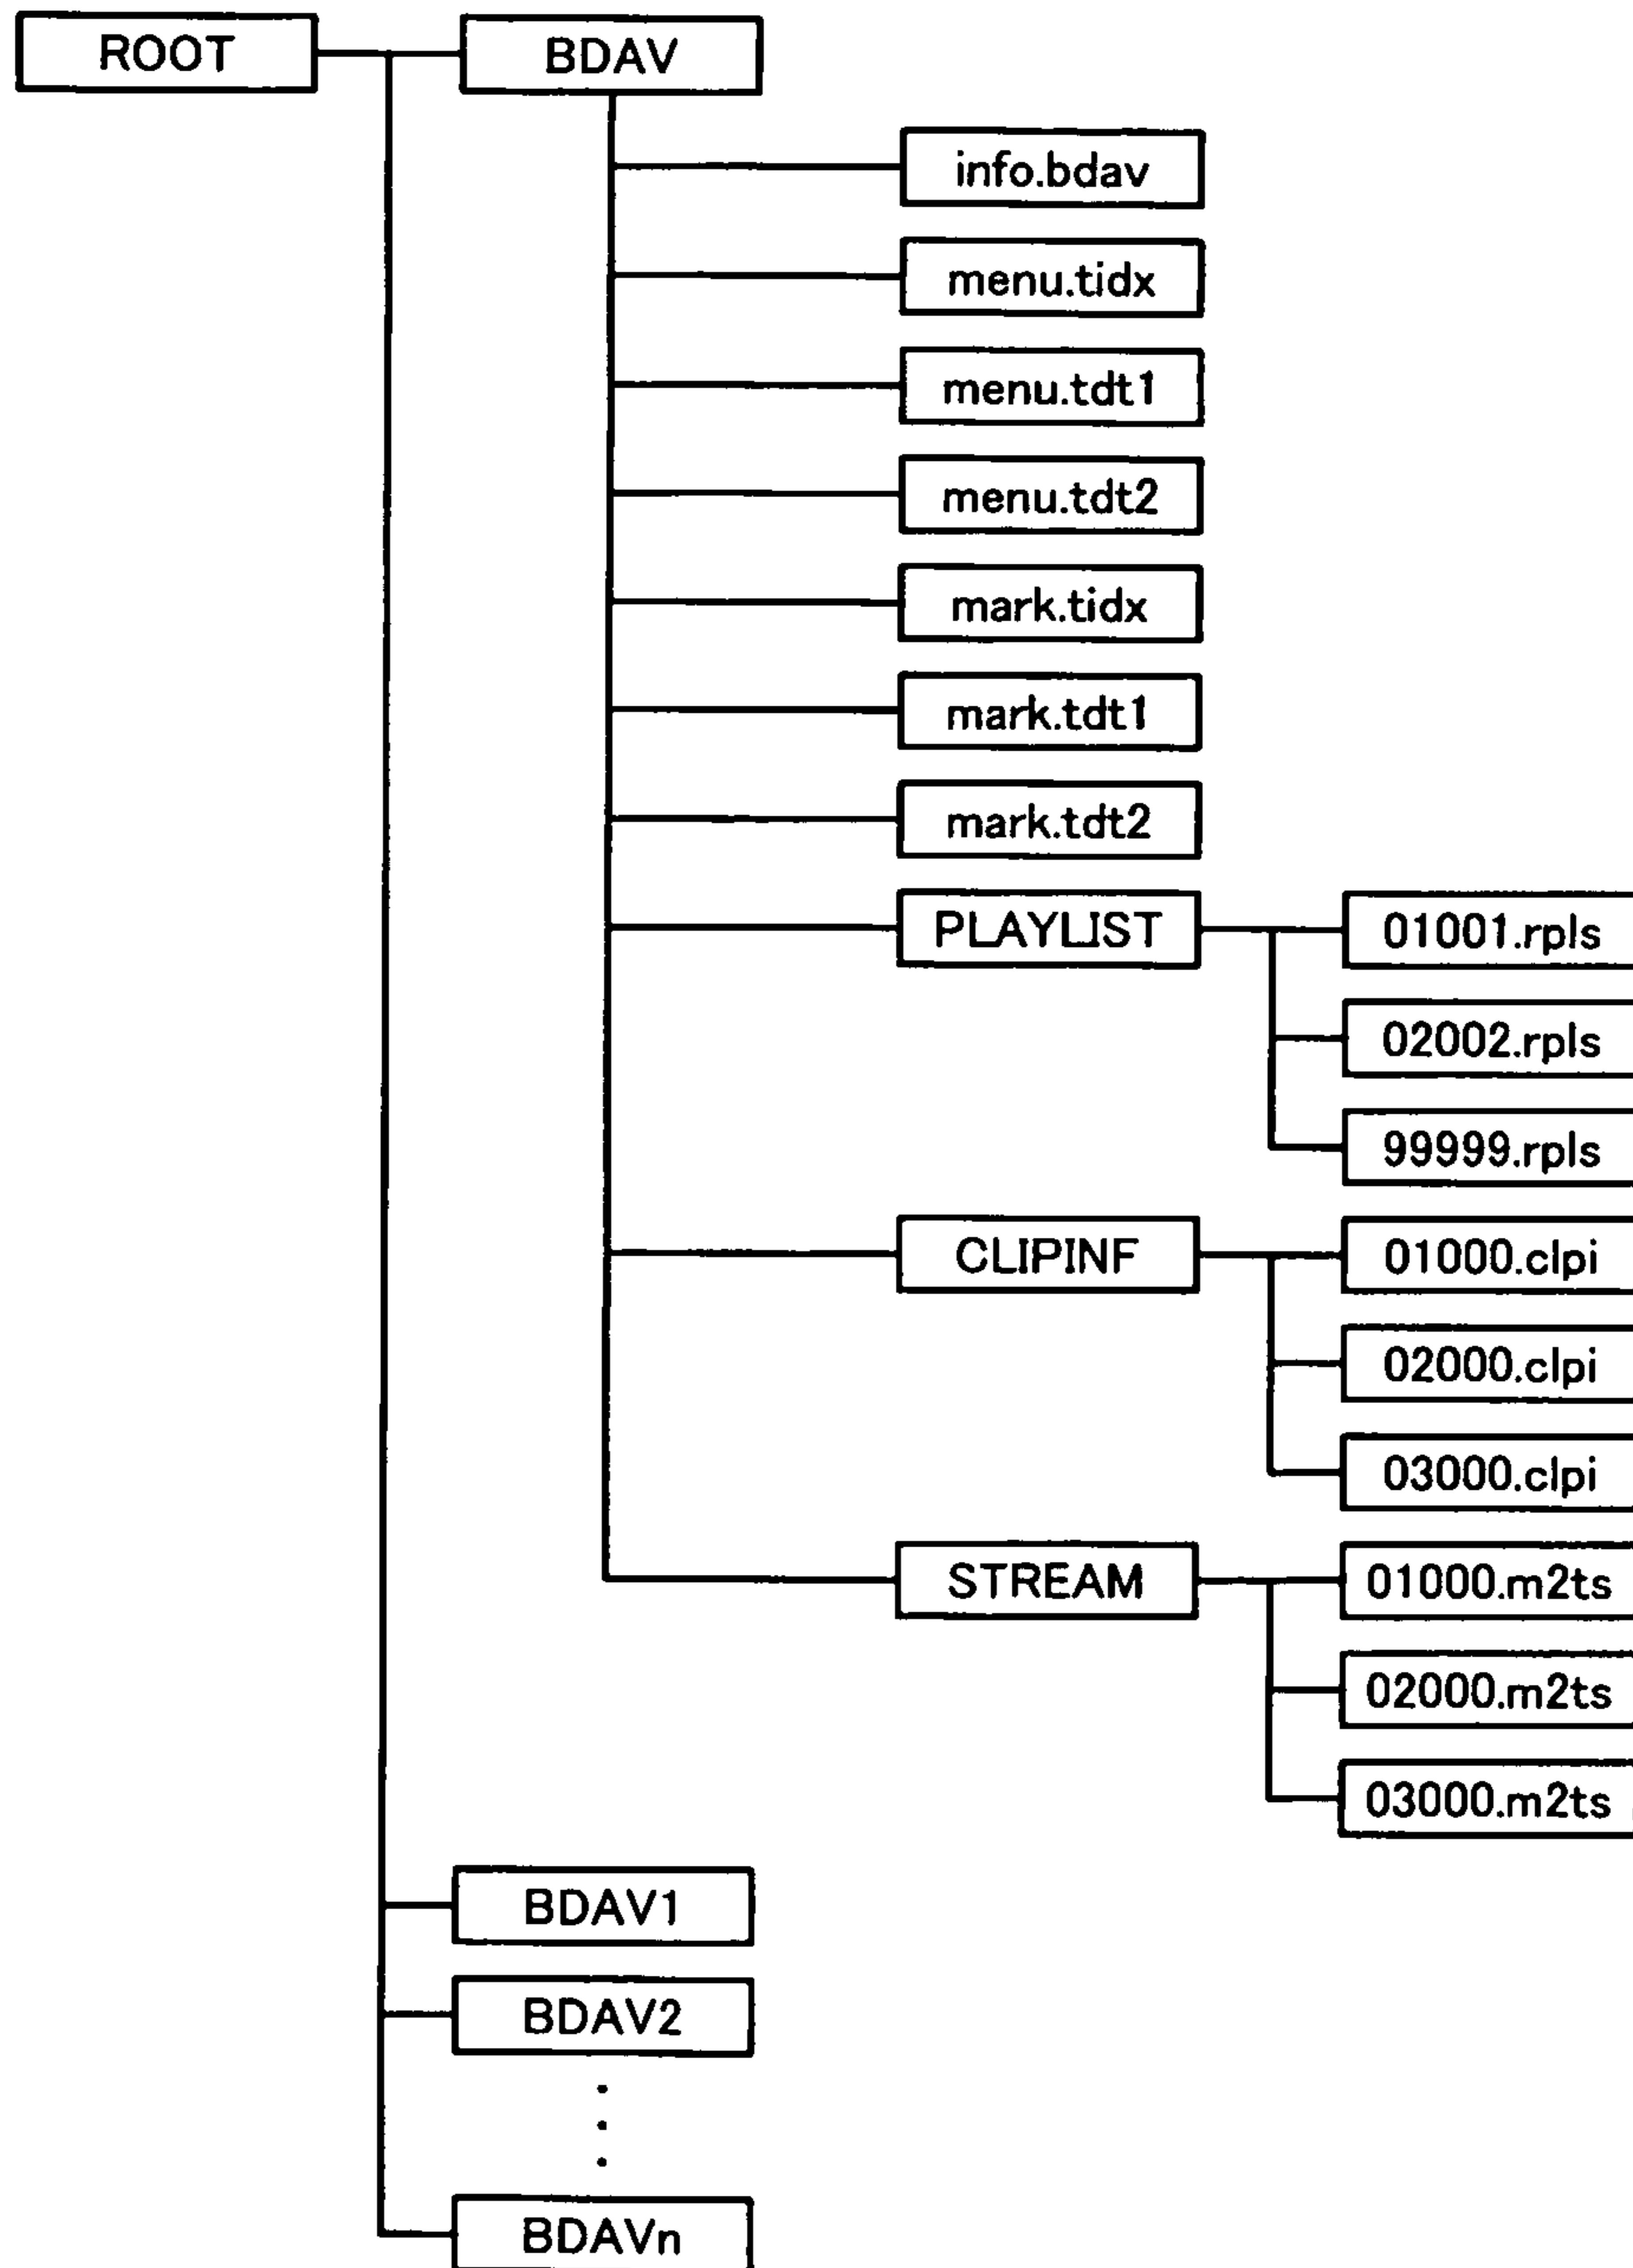 ROOT
BDAV
info.bdav
menu.tidx
menu.tdt1
menu.tdt2
mark.tidx
mark.tdt1
mark.tdt2
PLAYLIST
01001.rpls
02002.rpls
99999.rpls
CLIPINF
01000.clpi
02000.clpi
03000.clpi
STREAM
01000.m2ts
02000.m2ts
03000.m2ts
BDAV1
BDAV2
BDAVn